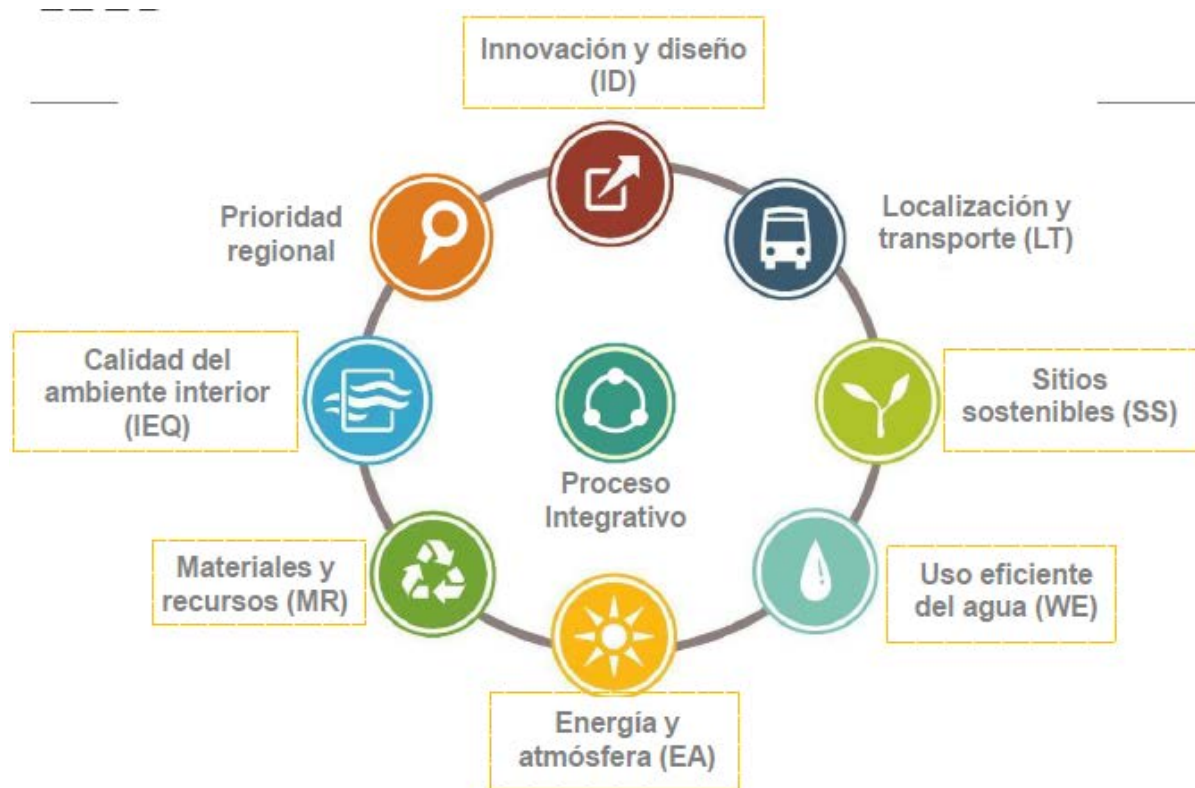 Innovación y diseño
(ID)
Localización y
transporte (LT)
Prioridad
regional
Calidad del
ambiente interior
(IEQ)
Sitios
sostenibles (SS)
Proceso
Integrativo
Materiales y
recursos (MR)
Uso eficiente
del agua (WE)
Energía y
atmósfera (EA)